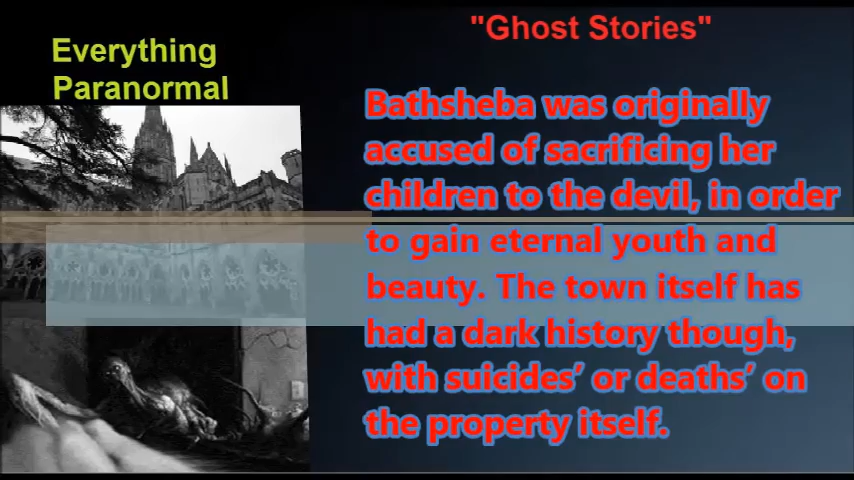 Everything
Paranormal
"Ghost Stories"
Bathsheba was originally
accused of sacrificing her
children to the devil, in order
to gain eternal youth and
beauty. The town itself has
had a dark history though,
with suicides’ or deaths’ on
the property itself.